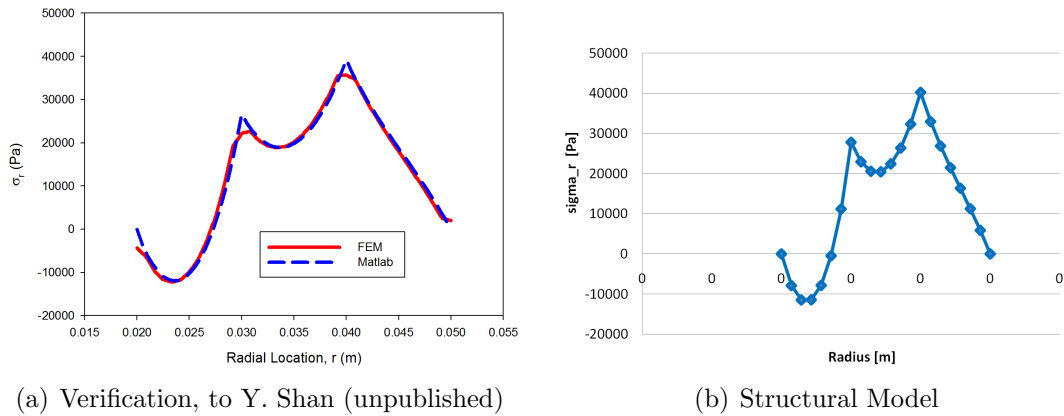 50000
40000
30000
20000
10000
0
-10000
-20000
σr (Pa)
FEM
Matlab
0.015 0.020 0.025 0.030 0.035 0.040 0.045 0.050 0.055
Radial Location, r (m)
(a) Verification, to Y. Shan (unpublished)
50000
40000
30000
20000
10000
0
-10000
-20000
sigma_r [Pa]
0 0 0 0 0 0 0
Radius [m]
(b) Structural Model